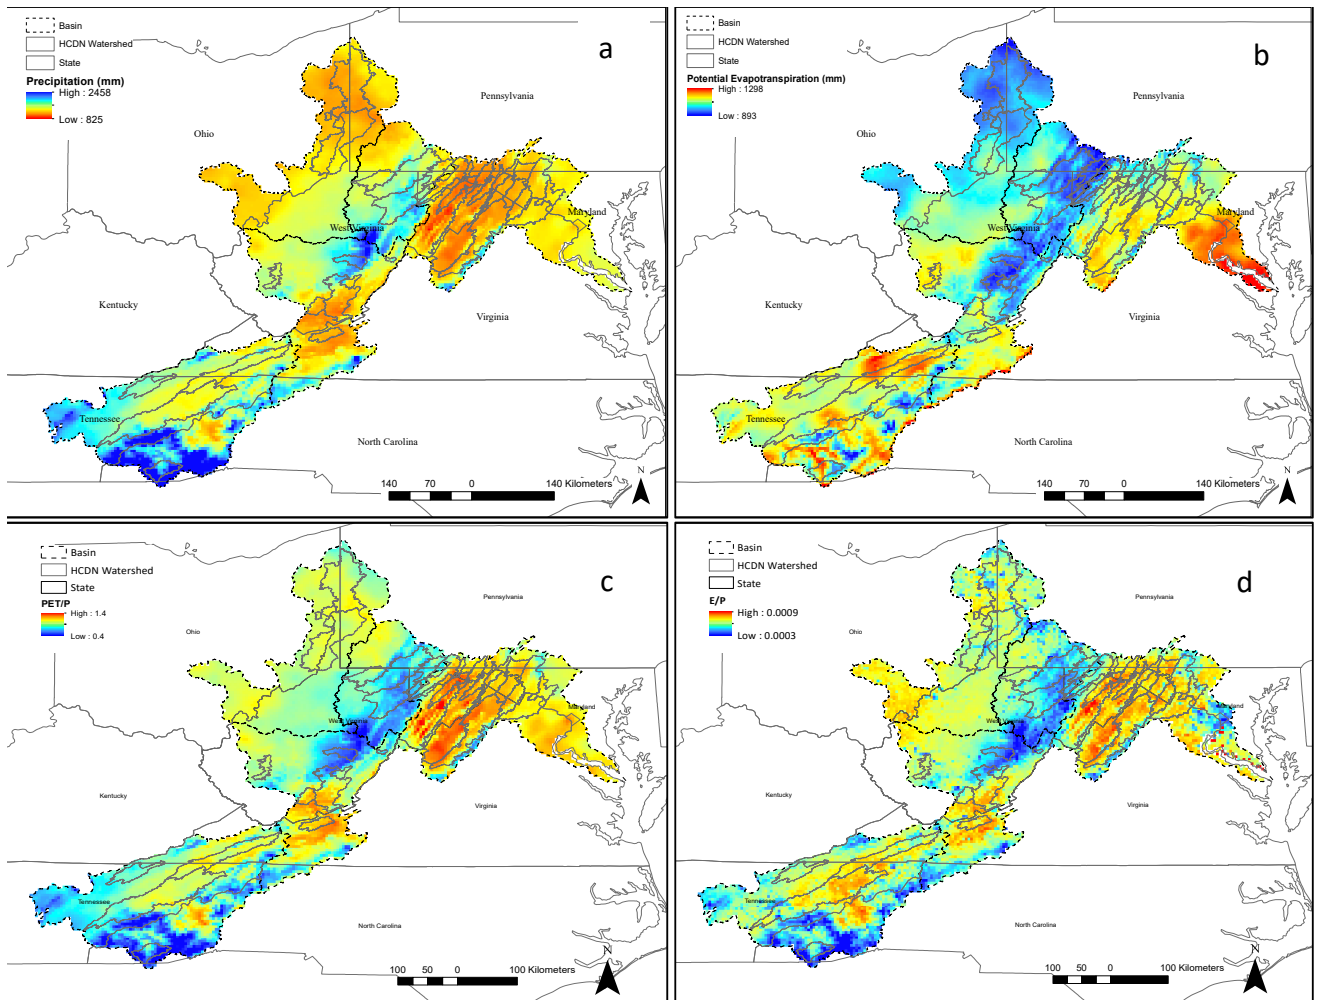 Basin
HCDN Watershed
State
Precipitation (mm)
High : 2458
Low : 825
a
Pennsylvania
Ohio
Maryland
West Virginia
Kentucky
Virginia
Tennessee
North Carolina
N
140 70 0 140 Kilometers
Basin
HCDN Watershed
State
Potential Evapotranspiration (mm)
High : 1298
Low : 893
b
Pennsylvania
Ohio
Maryland
West Virginia
Kentucky
Virginia
Tennessee
North Carolina
N
140 70 0 140 Kilometers
Basin
HCDN Watershed
State
PET/P
High : 1.4
Low : 0.4
c
Pennsylvania
Ohio
Maryland
West Virginia
Kentucky
Virginia
Tennessee
North Carolina
N
100 50 0 100 Kilometers
Basin
HCDN Watershed
State
E/P
High : 0.0009
Low : 0.0003
d
Pennsylvania
Ohio
Maryland
West Virginia
Kentucky
Virginia
Tennessee
North Carolina
N
100 50 0 100 Kilometers